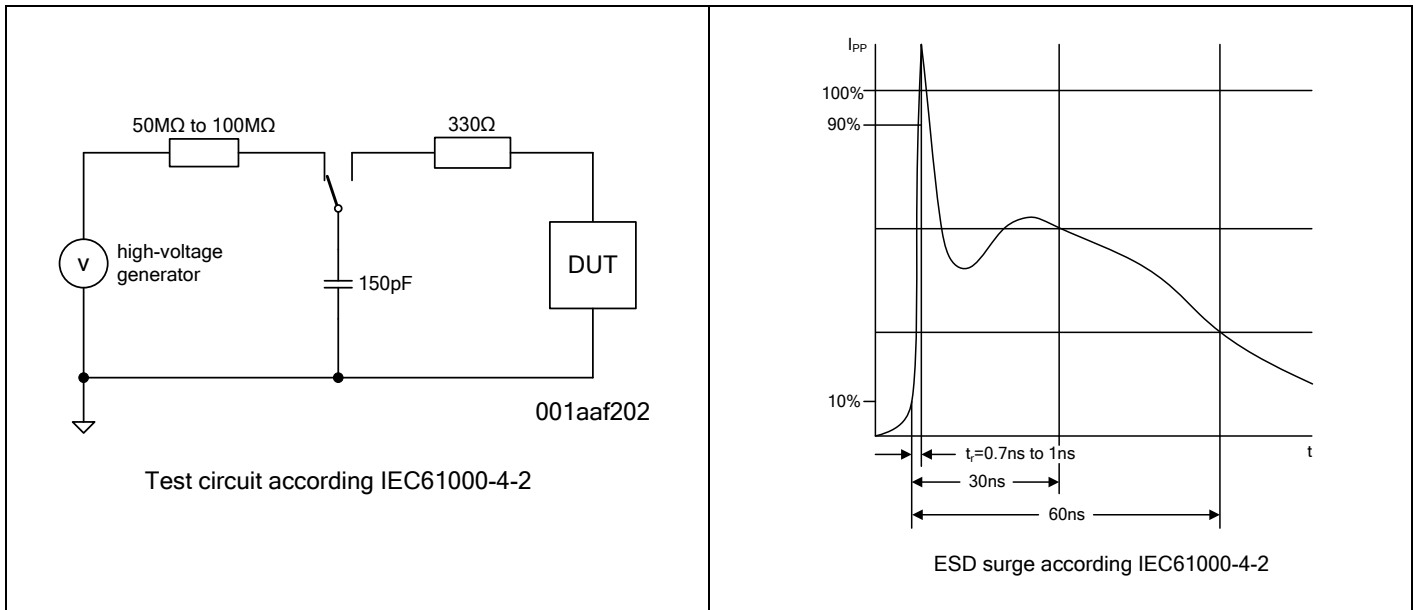 50MΩ to 100MΩ
330Ω
V
high-voltage
generator
150pF
DUT
001aaf202
Test circuit according IEC61000-4-2
IPP
100%
90%
10%
t
tr=0.7ns to 1ns
30ns
60ns
ESD surge according IEC61000-4-2